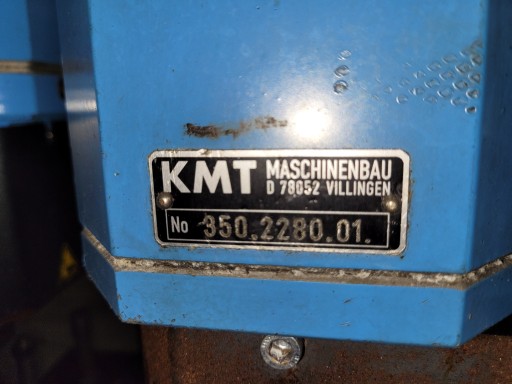 KMT MASCHINENBAU
D 78052 VILLINGEN
No 350.2280.01.